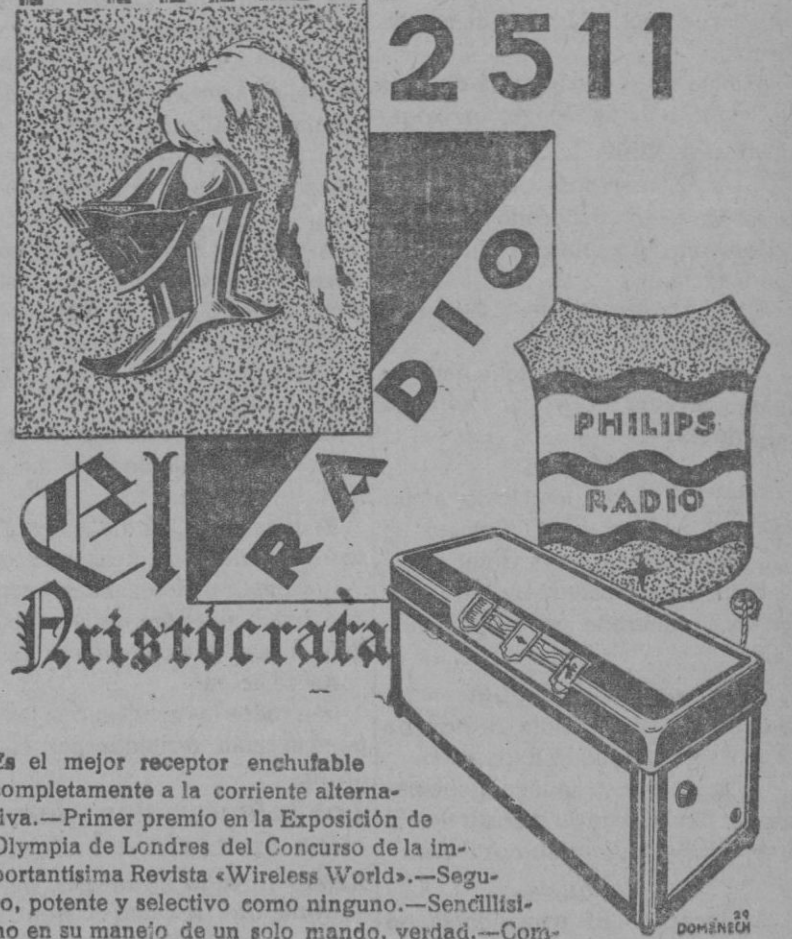 2511
RADIO
PHILIPS
RADIO
El
Aristócrata
Es el mejor receptor enchufable
completamente a la corriente alterna-
tiva.—Primer premio en la Exposición de
Olympia de Londres del Concurso de la im-
portantísima Revista «Wireless World».—Segu-
ro, potente y selectivo como ninguno.—Sencillísi-
mo en su manejo de un solo mando, verdad.—Com-
DOMÉNECH
29